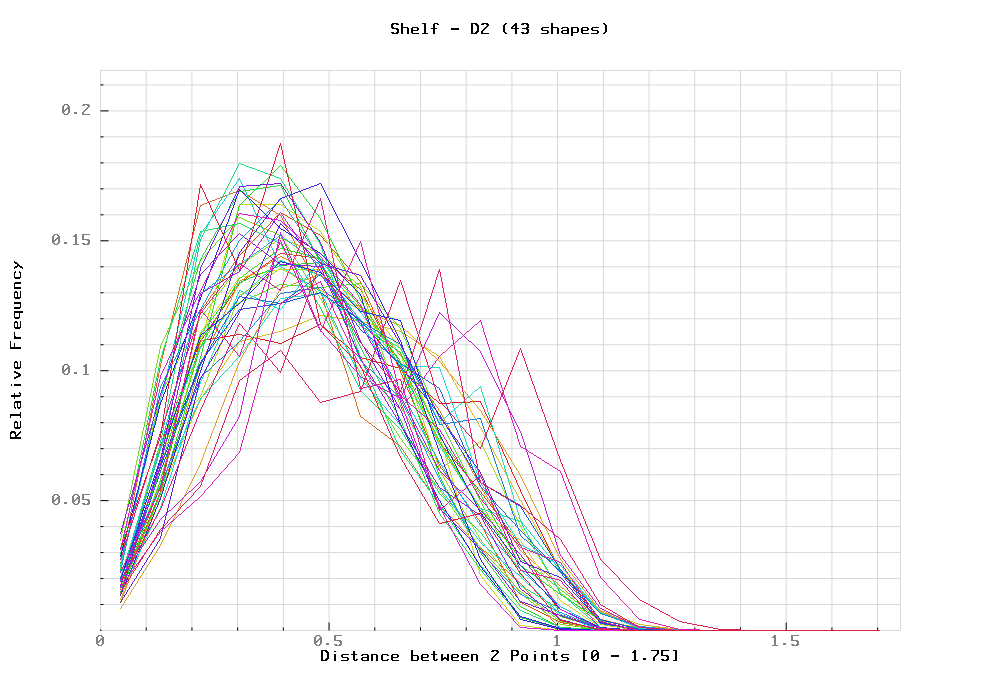 Shelf - D2 (43 shapes)
0.2
0.15
0.1
0.05
Relative Frequency
0
0.5
1
1.5
Distance between 2 Points [0 - 1.75]